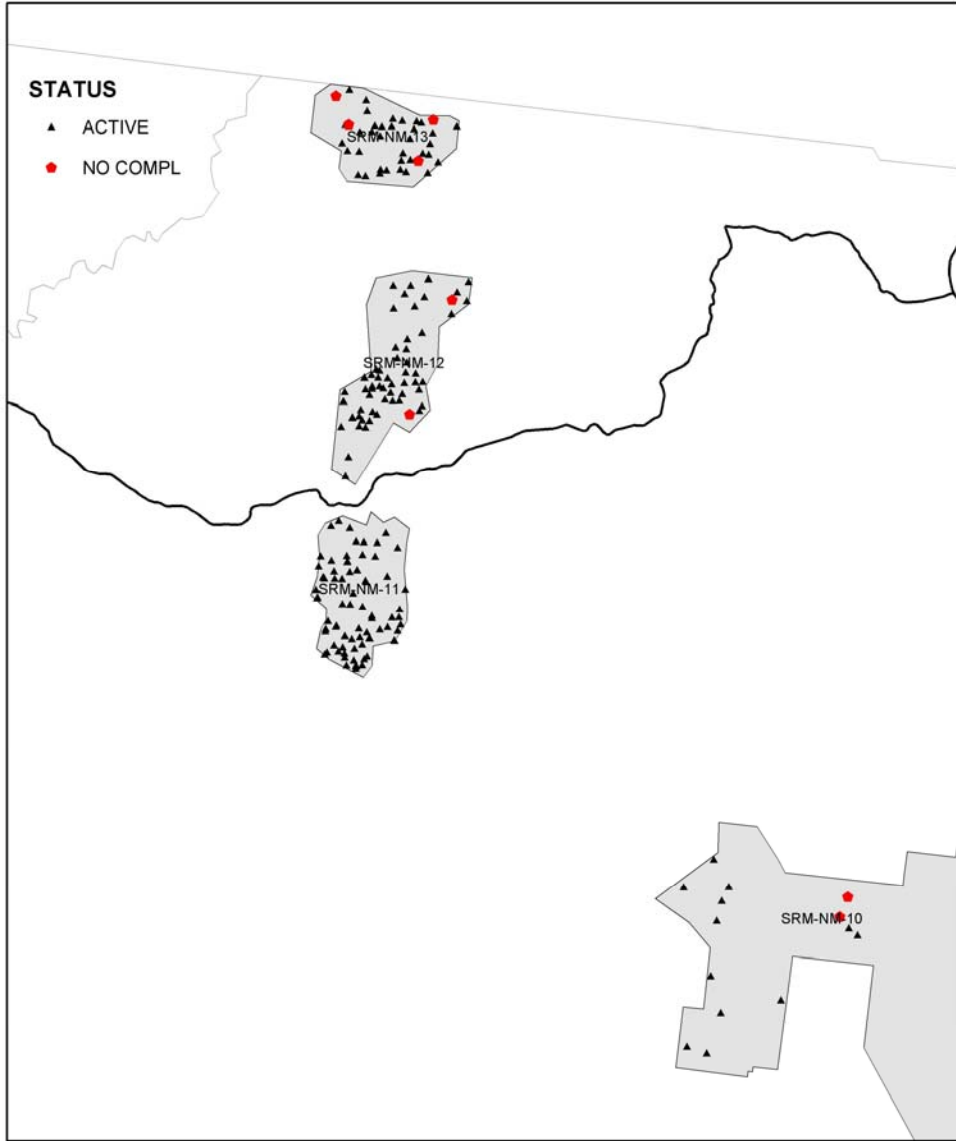 STATUS
ACTIVE
NO COMPL
SRM-NM-13
SRM-NM-12
SRM-NM-11
SRM-NM-10